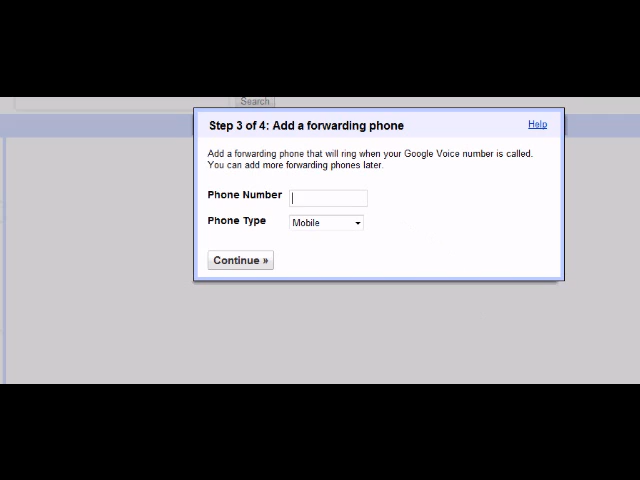 Search
Step 3 of 4: Add a forwarding phone
Help
Add a forwarding phone that will ring when your Google Voice number is called.
You can add more forwarding phones later.
Phone Number
Phone Type Mobile
Continue »